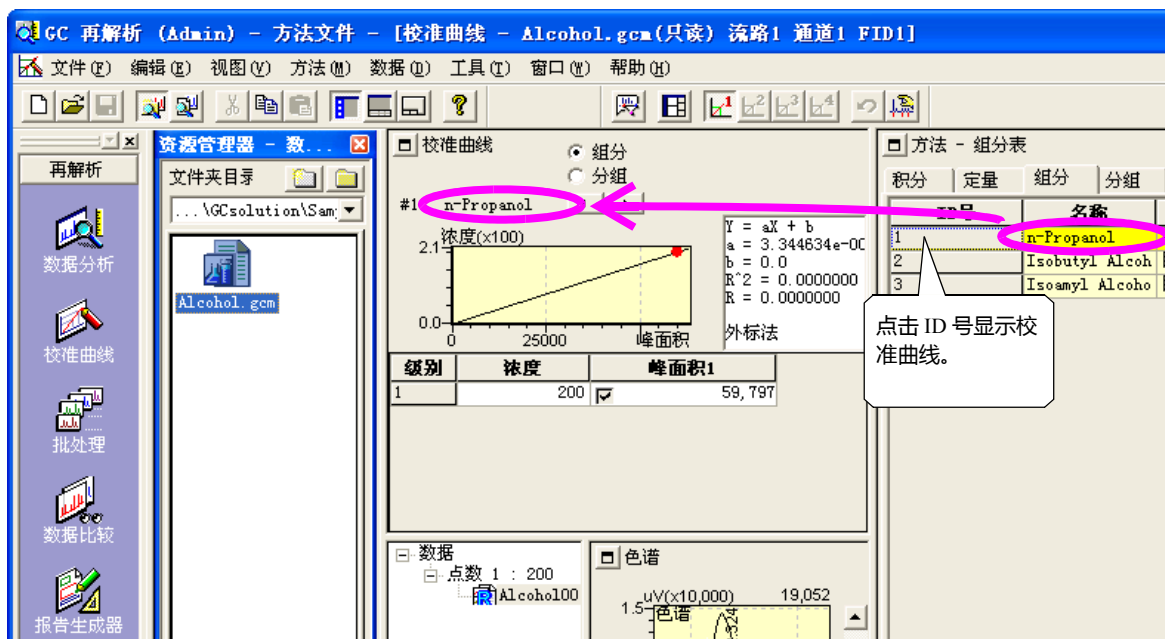 GC 再解析 (Admin) - 方法文件 - [校准曲线 - Alcohol.gcm(只读) 流路1 通道1 FID1]
文件(F) 编辑(E) 视图(V) 方法(M) 数据(D) 工具(T) 窗口(W) 帮助(H)
再解析
数据分析
校准曲线
批处理
数据比较
报告生成器
资源管理器 - 数...
文件夹目录
...\GCsolution\Sam
Alcohol.gcm
校准曲线
组分
分组
#1 n-Propanol
浓度(x100)
2.1
0.0
0 25000 峰面积
Y = aX + b
a = 3.344634e-00
b = 0.0
R^2 = 0.0000000
R = 0.0000000
外标法
级别 浓度 峰面积1
1 200 59,797
数据
点数 1 : 200
Alcohol00
色谱
uV(x10,000) 19,052
1.5 色谱
方法 - 组分表
积分 定量 组分 分组
ID号 名称
1 n-Propanol
2 Isobutyl Alcoh
3 Isoamyl Alcoho
点击 ID 号显示校
准曲线。